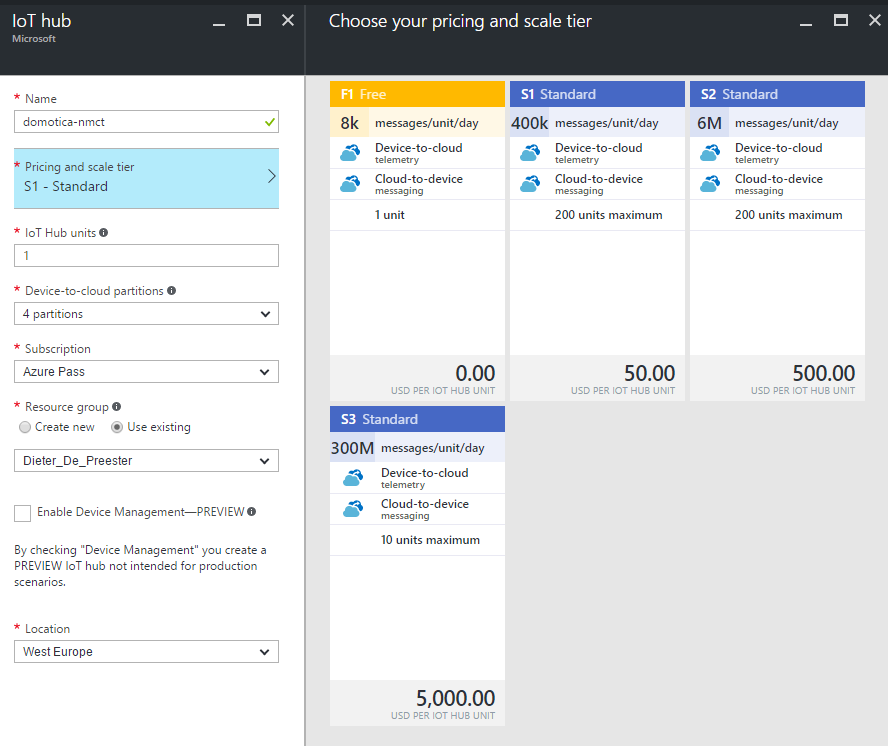 IoT hub
Microsoft
* Name
domotica-nmct
* Pricing and scale tier
S1 - Standard
* IoT Hub units
1
* Device-to-cloud partitions
4 partitions
* Subscription
Azure Pass
* Resource group
Create new Use existing
Dieter_De_Preester
Enable Device Management—PREVIEW
By checking "Device Management" you create a
PREVIEW IoT hub not intended for production
scenarios.
* Location
West Europe
Choose your pricing and scale tier
F1 Free
8k messages/unit/day
Device-to-cloud
telemetry
Cloud-to-device
messaging
1 unit
0.00
USD PER IOT HUB UNIT
S1 Standard
400k messages/unit/day
Device-to-cloud
telemetry
Cloud-to-device
messaging
200 units maximum
50.00
USD PER IOT HUB UNIT
S2 Standard
6M messages/unit/day
Device-to-cloud
telemetry
Cloud-to-device
messaging
200 units maximum
500.00
USD PER IOT HUB UNIT
S3 Standard
300M messages/unit/day
Device-to-cloud
telemetry
Cloud-to-device
messaging
10 units maximum
5,000.00
USD PER IOT HUB UNIT